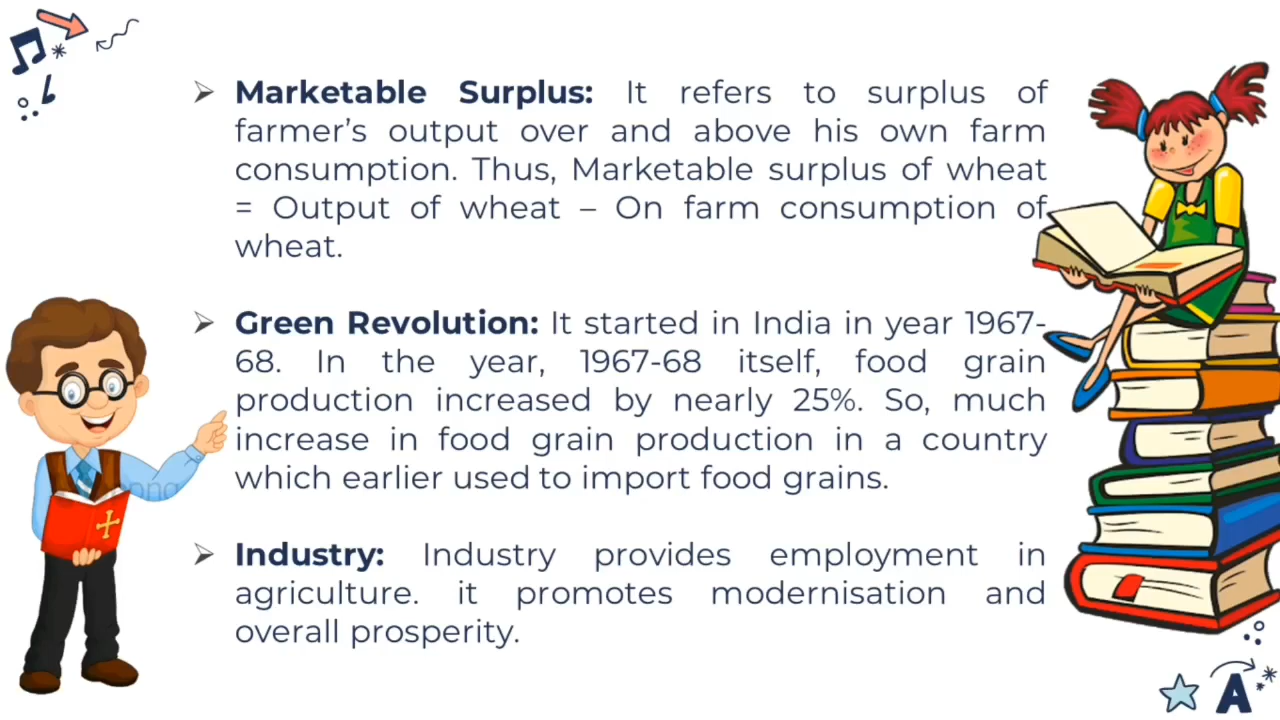 ➢ Marketable Surplus: It refers to surplus of
farmer’s output over and above his own farm
consumption. Thus, Marketable surplus of wheat
= Output of wheat – On farm consumption of
wheat.
➢ Green Revolution: It started in India in year 1967-
68. In the year, 1967-68 itself, food grain
production increased by nearly 25%. So, much
increase in food grain production in a country
which earlier used to import food grains.
➢ Industry: Industry provides employment in
agriculture. it promotes modernisation and
overall prosperity.
A